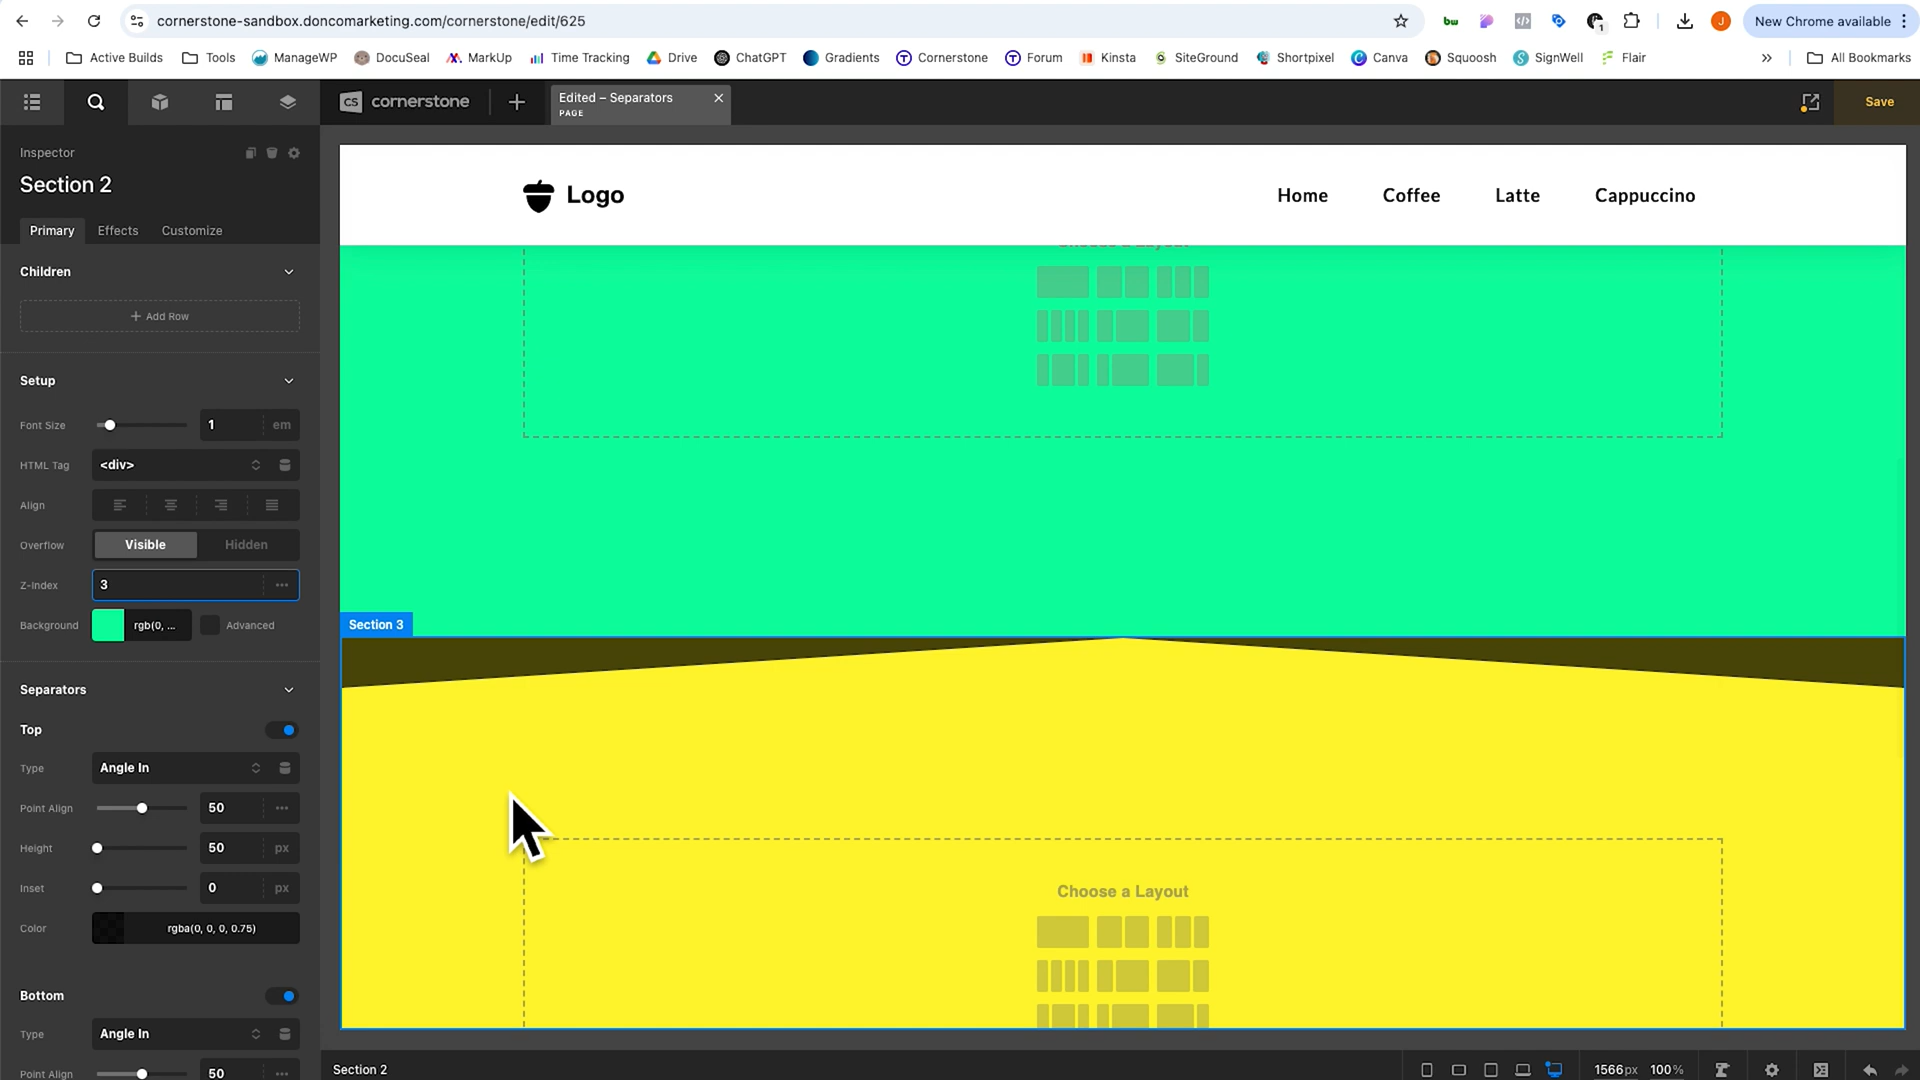 cornerstone-sandbox.doncomarketing.com/cornerstone/edit/625
New Chrome available
Active Builds
Tools
ManageWP
DocuSeal
MarkUp
Time Tracking
Drive
ChatGPT
Gradients
Cornerstone
Forum
Kinsta
SiteGround
Shortpixel
Canva
Squoosh
SignWell
Flair
All Bookmarks
cornerstone
Edited – Separators
PAGE
Save
Inspector
Section 2
Primary
Effects
Customize
Children
Add Row
Setup
Font Size
1
em
HTML Tag
<div>
Align
Overflow
Visible
Hidden
Z-Index
3
Background
rgb(0, ...
Advanced
Separators
Top
Type
Angle In
Point Align
50
Height
50
px
Inset
0
px
Color
rgba(0, 0, 0, 0.75)
Bottom
Type
Angle In
Point Align
50
Logo
Home
Coffee
Latte
Cappuccino
Choose a Layout
Section 3
Choose a Layout
Section 2
1566px
100%